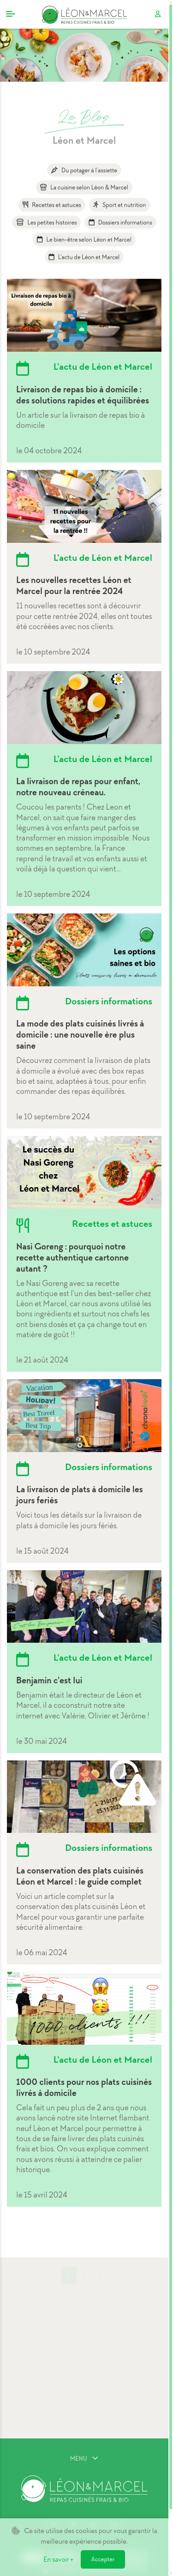 LÉON&MARCEL
REPAS CUISINÉS FRAIS & BIO
Le Blog
Léon et Marcel
Du potager à l'assiette
La cuisine selon Léon & Marcel
Recettes et astuces
Sport et nutrition
Les petites histoires
Dossiers informations
Le bien-être selon Léon et Marcel
L'actu de Léon et Marcel
Livraison de repas bio à
domicile
L'actu de Léon et Marcel
Livraison de repas bio à domicile :
des solutions rapides et équilibrées
Un article sur la livraison de repas bio à
domicile
le 04 octobre 2024
11 nouvelles
recettes pour
la rentrée !!
L'actu de Léon et Marcel
Les nouvelles recettes Léon et
Marcel pour la rentrée 2024
11 nouvelles recettes sont à découvrir
pour cette rentrée 2024, elles ont toutes
été cocréées avec nos clients.
le 10 septembre 2024
L'actu de Léon et Marcel
La livraison de repas pour enfant,
notre nouveau créneau.
Coucou les parents ! Chez Leon et
Marcel, on sait que faire manger des
légumes à vos enfants peut parfois se
transformer en mission impossible. Nous
sommes en septembre, la France
reprend le travail et vos enfants aussi et
voilà déjà la question qui vient...
le 10 septembre 2024
Les options
saines et bio
Plats cuisinés livrés à domicile
Dossiers informations
La mode des plats cuisinés livrés à
domicile : une nouvelle ère plus
saine
Découvrez comment la livraison de plats
à domicile a évolué avec des box repas
bio et sains, adaptées à tous, pour enfin
commander des repas équilibrés.
le 10 septembre 2024
Le succès du
Nasi Goreng
chez
Léon et Marcel
Recettes et astuces
Nasi Goreng : pourquoi notre
recette authentique cartonne
autant ?
Le Nasi Goreng avec sa recette
authentique est l'un des best-seller chez
Léon et Marcel, car nous avons utilisé les
bons ingrédients et surtout nos chefs les
ont biens dosés et ça ça change tout en
matière de goût !!
le 21 août 2024
Vacation
HOLIDAY!
Best Travel
Best Trip
chronofresh
Dossiers informations
La livraison de plats à domicile les
jours feriés
Voici tous les détails sur la livraison de
plats à domicile les jours fériés.
le 15 août 2024
C'est lui Benjamin
L'actu de Léon et Marcel
Benjamin c'est lui
Benjamin était le directeur de Léon et
Marcel, il a coconstruit notre site
internet avec Valérie, Olivier et Jérôme !
le 30 mai 2024
Dossiers informations
La conservation des plats cuisinés
Léon et Marcel : le guide complet
Voici un article complet sur la
conservation des plats cuisinés Léon et
Marcel pour vous garantir une parfaite
sécurité alimentaire.
le 06 mai 2024
1000 clients !!
L'actu de Léon et Marcel
1000 clients pour nos plats cuisinés
livrés à domicile
Cela fait un peu plus de 2 ans que nous
avons lancé notre site Internet flambant
neuf Léon et Marcel pour permettre à
tous de se faire livrer des plats cuisinés
frais et bios. On vous explique comment
nous avons réussi à atteindre ce palier
historique.
le 15 avril 2024
MENU
LÉON&MARCEL
REPAS CUISINÉS FRAIS & BIO
Ce site utilise des cookies pour vous garantir la
meilleure expérience possible.
En savoir +
Accepter